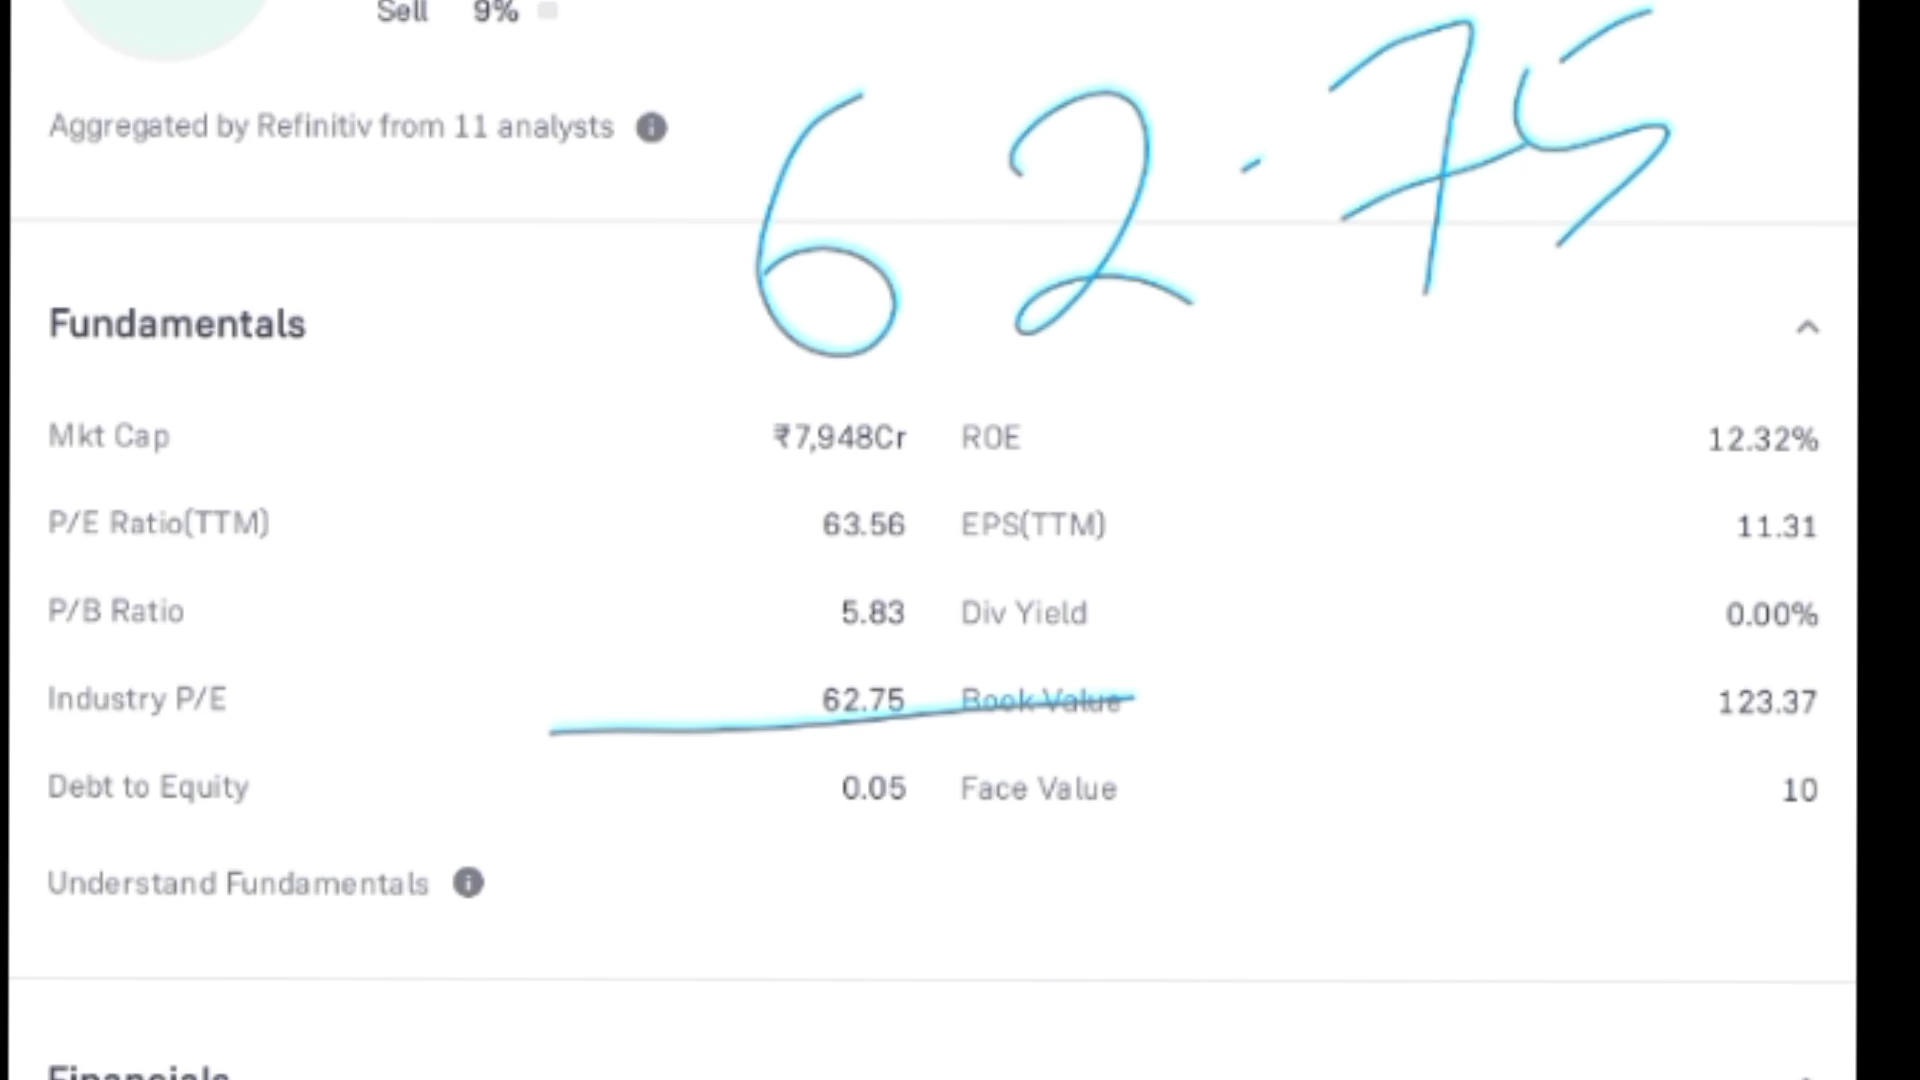 Sell 9%
62.75
Aggregated by Refinitiv from 11 analysts
Fundamentals
Mkt Cap ₹7,948Cr ROE 12.32%
P/E Ratio(TTM) 63.56 EPS(TTM) 11.31
P/B Ratio 5.83 Div Yield 0.00%
Industry P/E 62.75 Book Value 123.37
Debt to Equity 0.05 Face Value 10
Understand Fundamentals
Financials